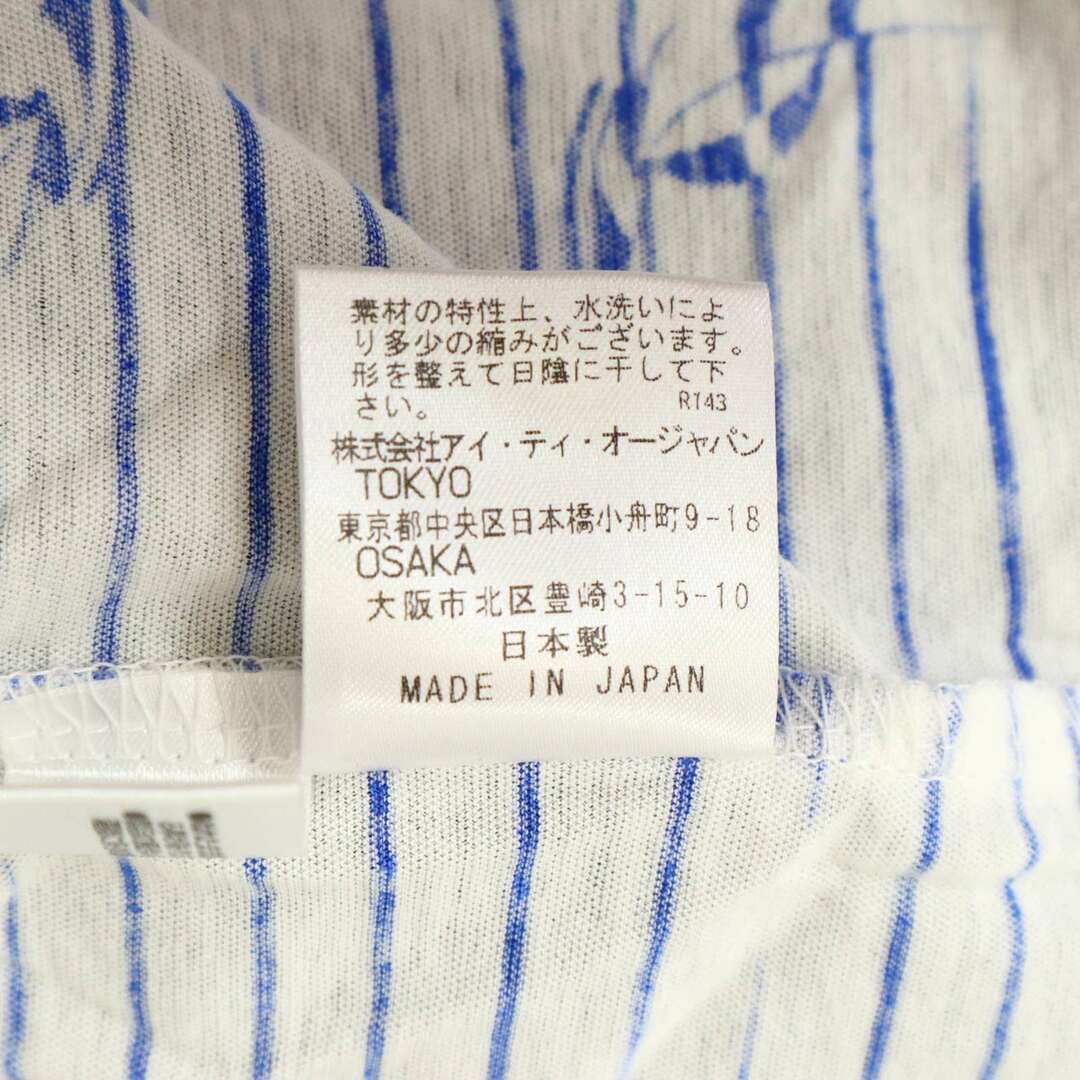 素材の特性上、水洗いによ
り多少の縮みがございます。
形を整えて日陰に干して下
さい。 R143
株式会社アイ・ティ・オージャパン
TOKYO
東京都中央区日本橋小舟町9-18
OSAKA
大阪市北区豊崎3-15-10
日本製
MADE IN JAPAN